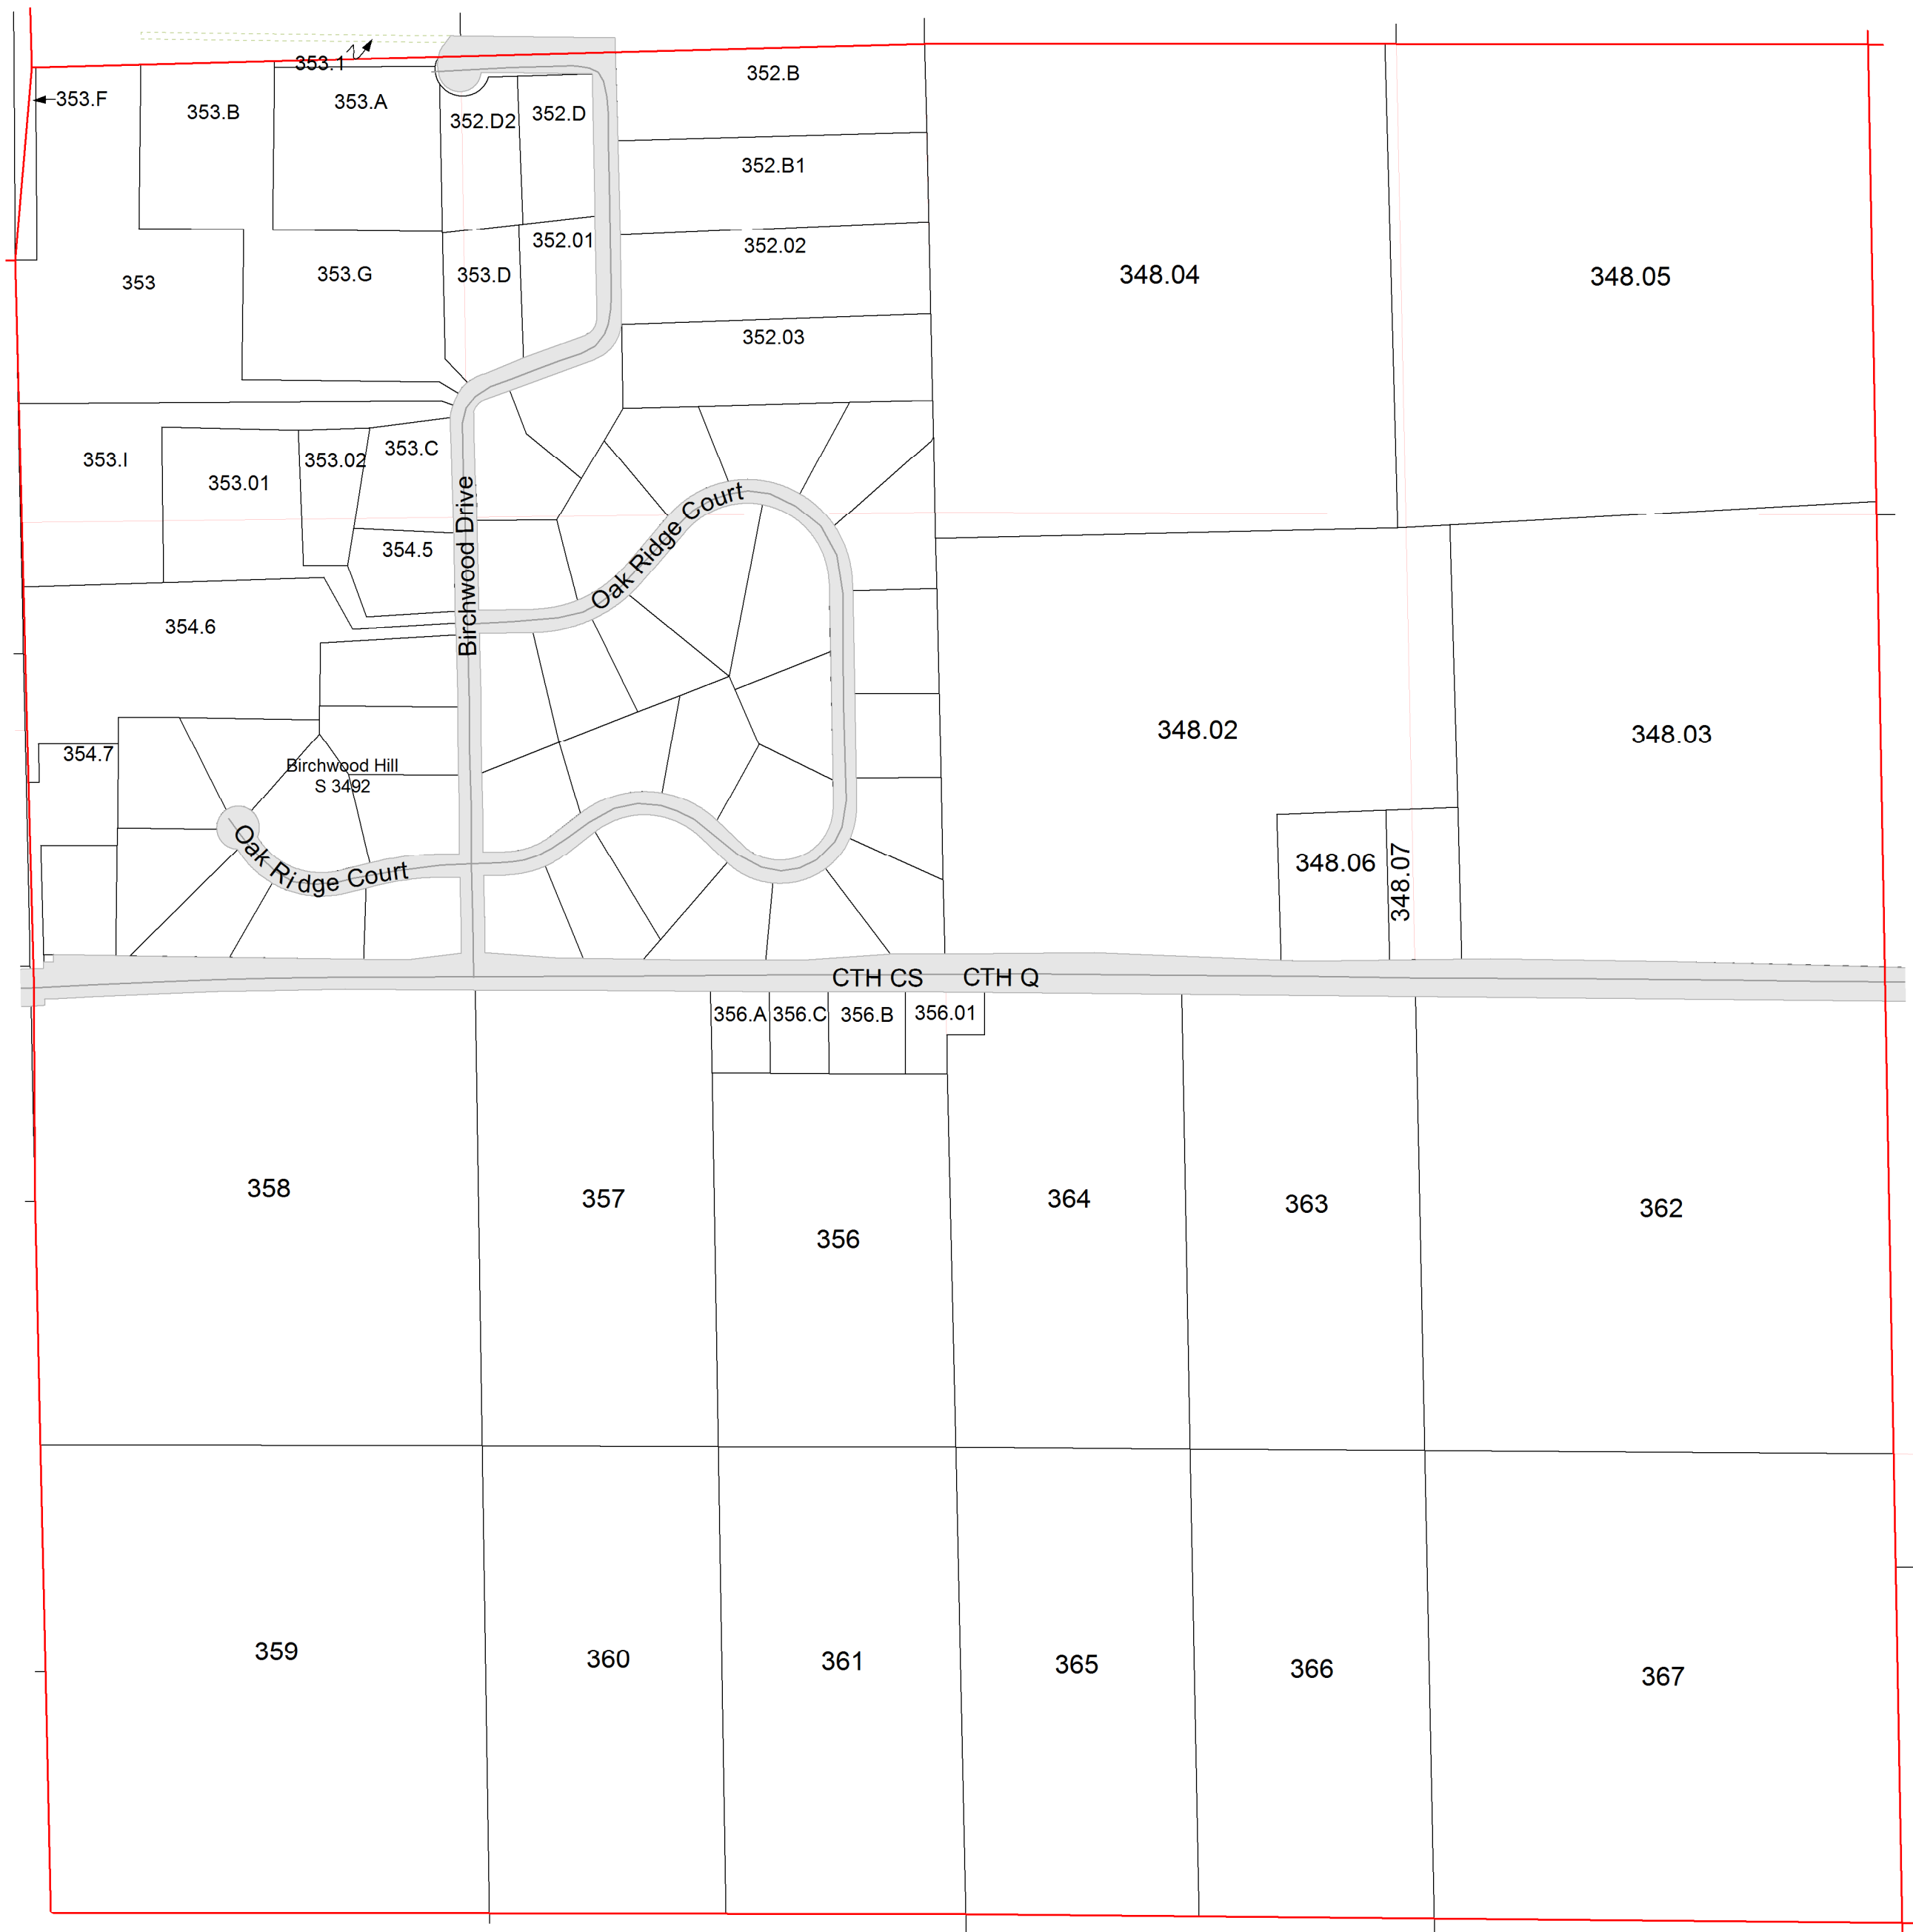 353.1
352.B
353.F
353.B
353.A
352.D2
352.D
352.B1
353
353.G
353.D
352.01
352.02
348.04
348.05
352.03
353.I
353.01
353.02
353.C
354.5
Birchwood Drive
Oak Ridge Court
354.6
348.02
348.03
354.7
Birchwood Hill
S 3492
Oak Ridge Court
348.06
348.07
CTH CS
CTH Q
356.A
356.C
356.B
356.01
358
357
356
364
363
362
359
360
361
365
366
367